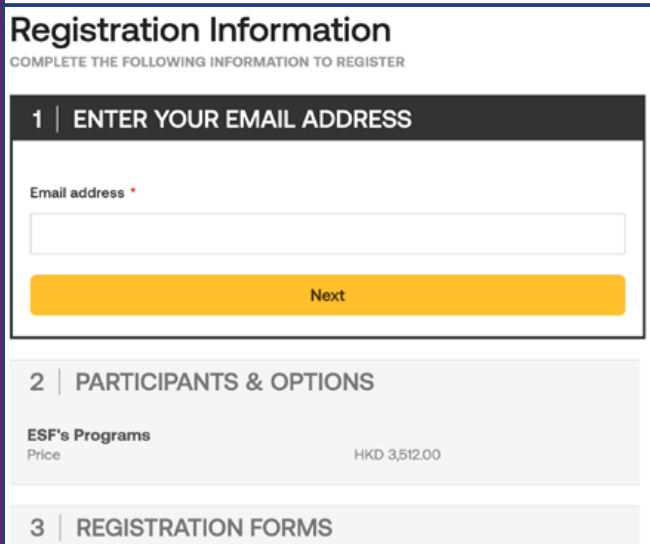 Registration Information
COMPLETE THE FOLLOWING INFORMATION TO REGISTER
1 | ENTER YOUR EMAIL ADDRESS
Email address *
Next
2 | PARTICIPANTS & OPTIONS
ESF's Programs
Price HKD 3,512.00
3 | REGISTRATION FORMS